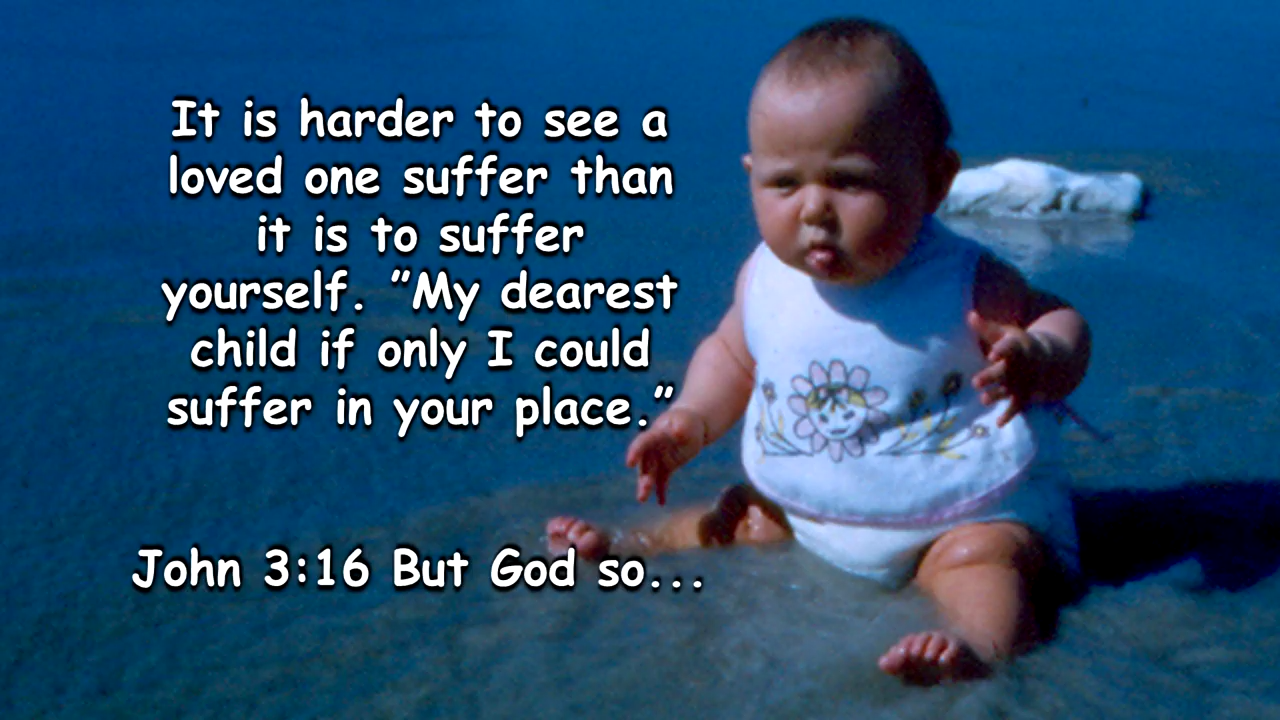 It is harder to see a
loved one suffer than
it is to suffer
yourself. "My dearest
child if only I could
suffer in your place."
John 3:16 But God so...